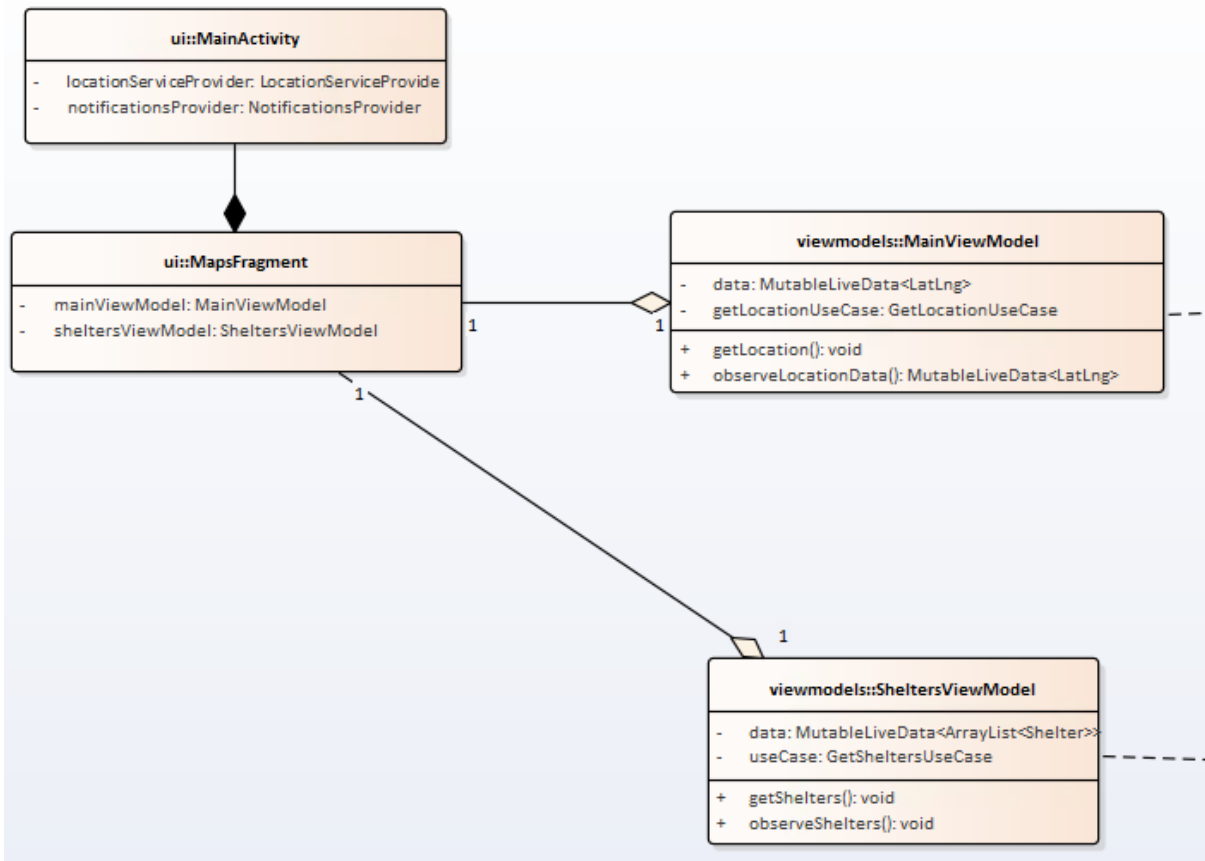 ui::MainActivity
- locationServiceProvider: LocationServiceProvide
- notificationsProvider: NotificationsProvider
ui::MapsFragment
- mainViewModel: MainViewModel
- sheltersViewModel: SheltersViewModel
1
1
viewmodels::MainViewModel
- data: MutableLiveData<LatLng>
- getLocationUseCase: GetLocationUseCase
+ getLocation(): void
+ observeLocationData(): MutableLiveData<LatLng>
1
1
viewmodels::SheltersViewModel
- data: MutableLiveData<ArrayList<Shelter>>
- useCase: GetSheltersUseCase
+ getShelters(): void
+ observeShelters(): void